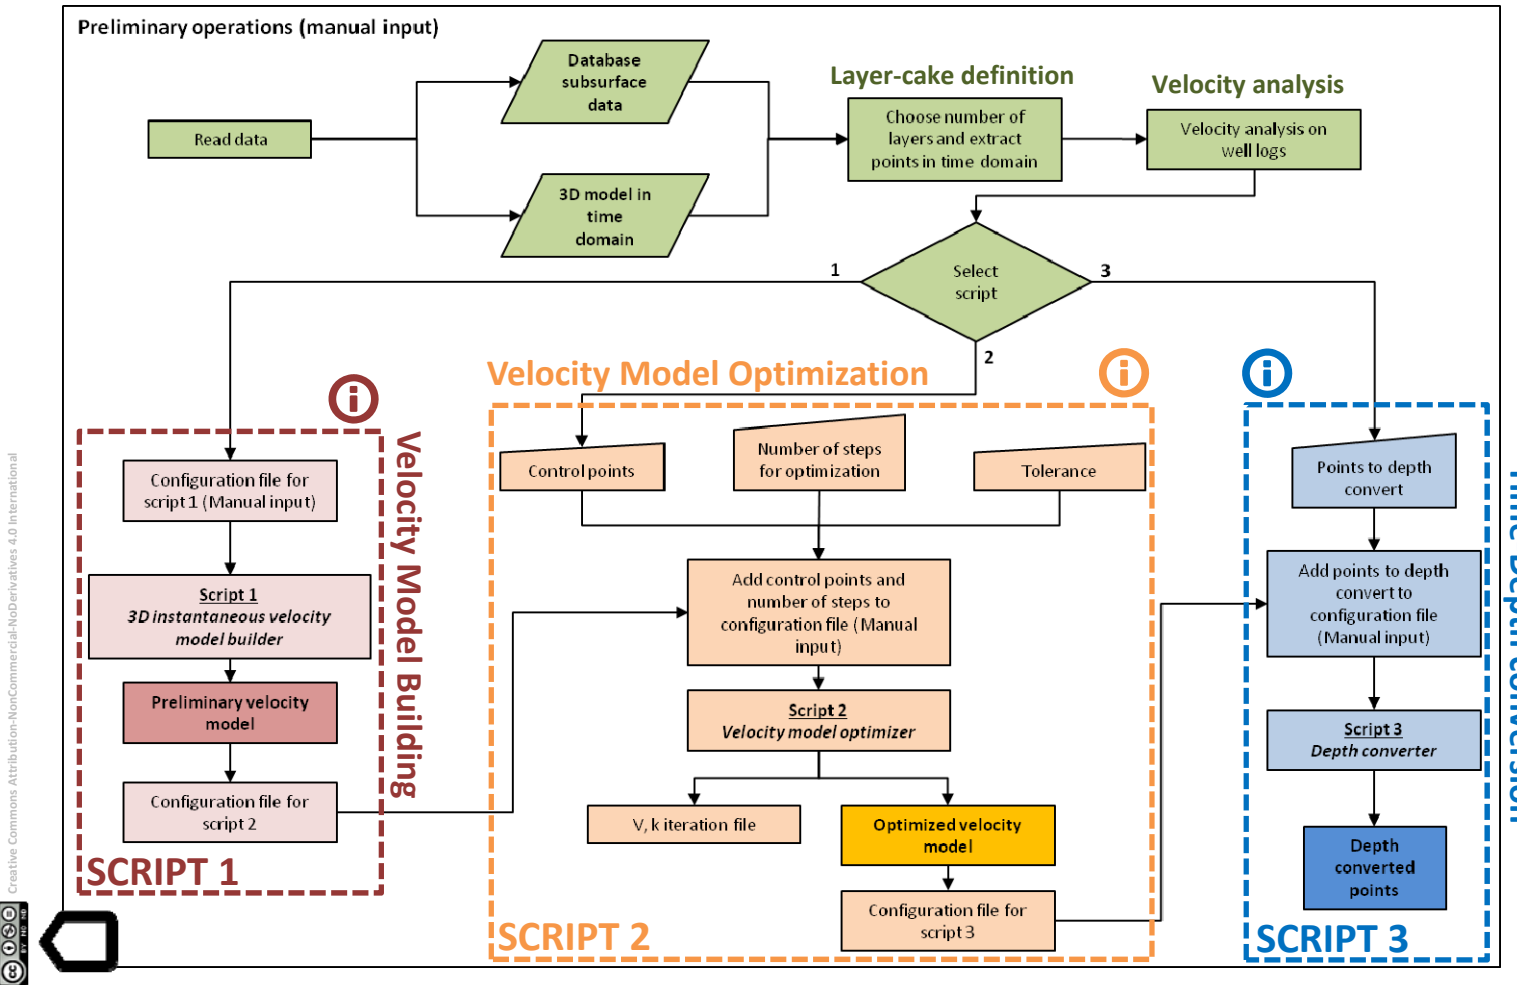 Preliminary operations (manual input)
Database
subsurface
data
Layer-cake definition
Velocity analysis
Read data
Choose number of
layers and extract
points in time domain
Velocity analysis on
well logs
3D model in
time
domain
Select
script
1
3
2
Velocity Model Optimization
Configuration file for
script 1 (Manual input)
Script 1
3D instantaneous velocity
model builder
Preliminary velocity
model
Configuration file for
script 2
SCRIPT 1
Velocity Model Building
Control points
Number of steps
for optimization
Tolerance
Add control points and
number of steps to
configuration file (Manual
input)
Script 2
Velocity model optimizer
V, k iteration file
Optimized velocity
model
Configuration file for
script 3
SCRIPT 2
Points to depth
convert
Add points to depth
convert to
configuration file
(Manual input)
Script 3
Depth converter
Depth
converted
points
SCRIPT 3
Creative Commons Attribution-NonCommercial-NoDerivatives 4.0 International
cc
BY NC ND